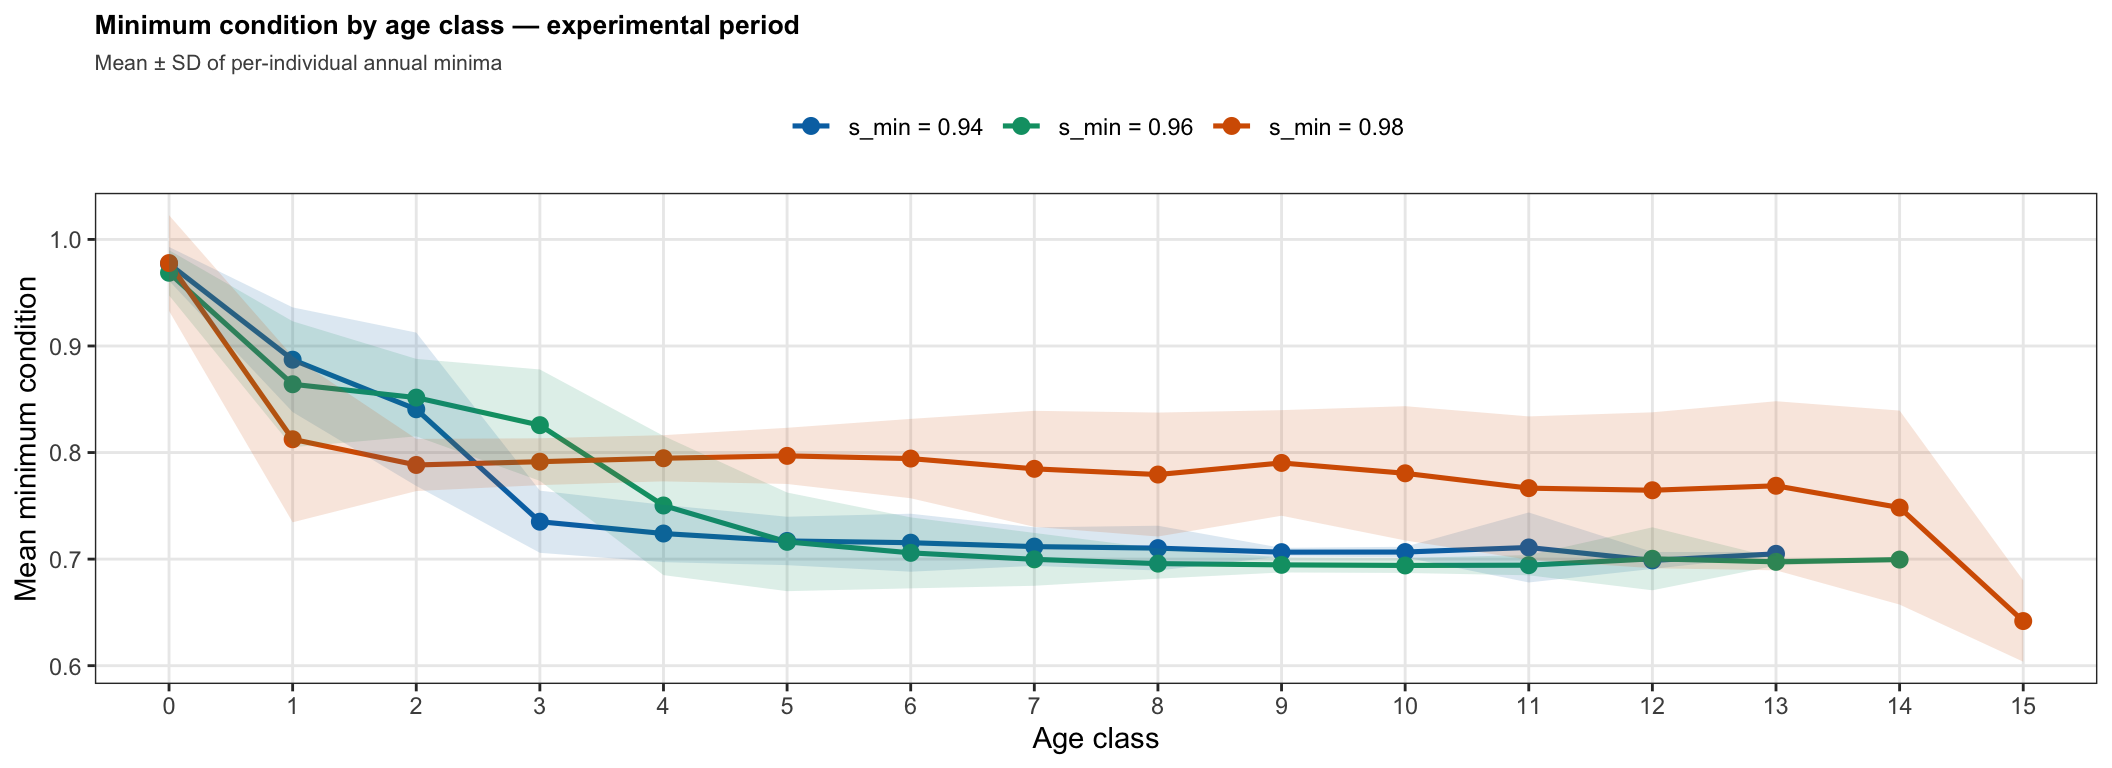 Minimum condition by age class — experimental period
Mean ± SD of per-individual annual minima
s_min = 0.94 s_min = 0.96 s_min = 0.98
Mean minimum condition
1.0
0.9
0.8
0.7
0.6
0 1 2 3 4 5 6 7 8 9 10 11 12 13 14 15
Age class